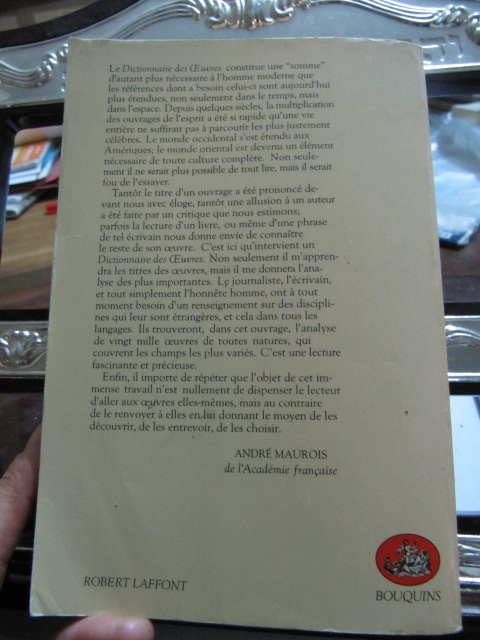 Le Dictionnaire des Œuvres constitue une "somme"
d'autant plus nécessaire à l'homme moderne que
les références dont a besoin celui-ci sont aujourd'hui
plus étendues, non seulement dans le temps, mais
dans l'espace. Depuis quelques siècles, la multiplication
des ouvrages de l'esprit a été si rapide qu'une vie
entière ne suffirait pas à parcourir les plus justement
célèbres. Le monde occidental s'est étendu aux
Amériques; le monde oriental est devenu un élément
nécessaire de toute culture complète. Non seule-
ment il ne serait plus possible de tout lire, mais il serait
fou de l'essayer.
Tantôt le titre d'un ouvrage a été prononcé de-
vant nous avec éloge, tantôt une allusion à un auteur
a été faite par un critique que nous estimons;
parfois la lecture d'un livre, ou même d'une phrase
de tel écrivain nous donne envie de connaître
le reste de son œuvre. C'est ici qu'intervient un
Dictionnaire des Œuvres. Non seulement il m'appren-
dra les titres des œuvres, mais il me donnera l'ana-
lyse des plus importantes. Le journaliste, l'écrivain,
et tout simplement l'honnête homme, ont à tout
moment besoin d'un renseignement sur des discipli-
nes qui leur sont étrangères, et cela dans tous les
langages. Ils trouveront, dans cet ouvrage, l'analyse
de vingt mille œuvres de toutes natures, qui
couvrent les champs les plus variés. C'est une lecture
fascinante et précieuse.
Enfin, il importe de répéter que l'objet de cet im-
mense travail n'est nullement de dispenser le lecteur
d'aller aux œuvres elles-mêmes, mais au contraire
de le renvoyer à elles en lui donnant le moyen de les
découvrir, de les entrevoir, de les choisir.
ANDRÉ MAUROIS
de l'Académie française
ROBERT LAFFONT
BOUQUINS